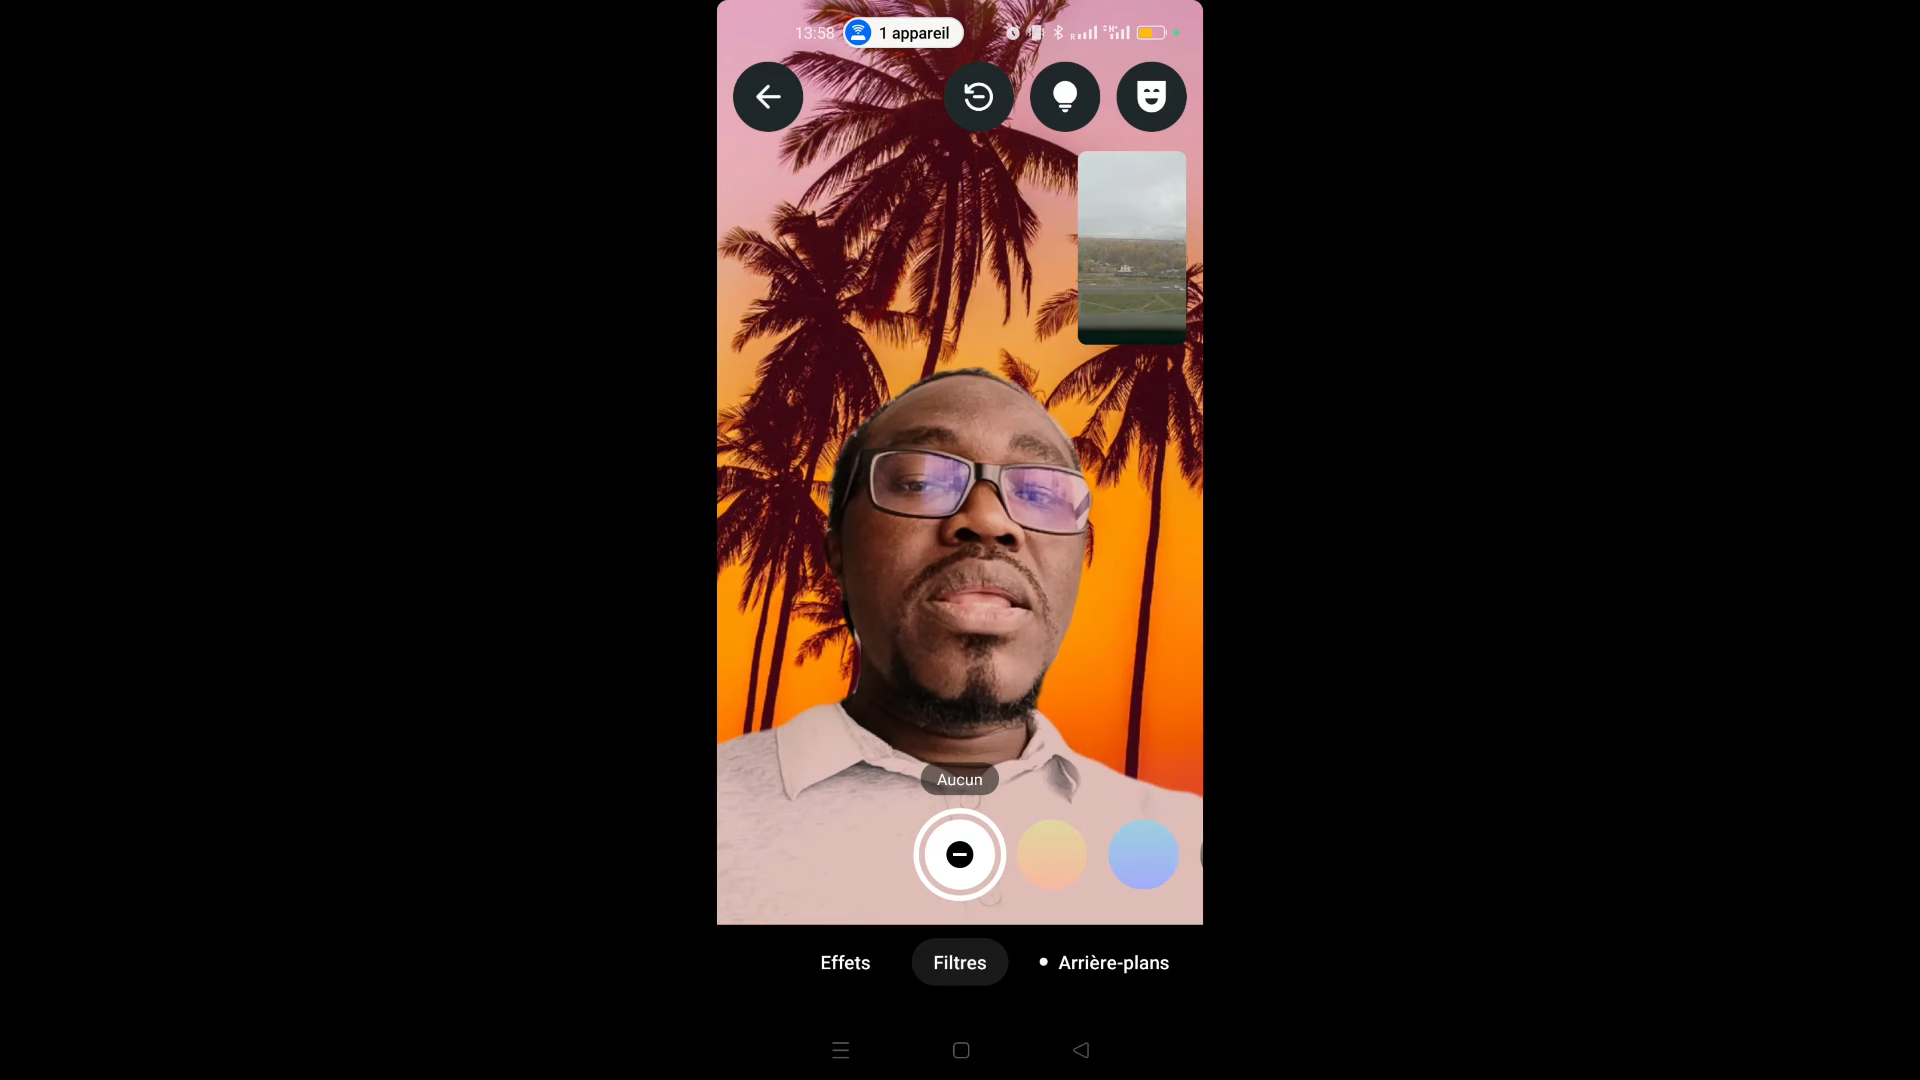 13:58
1 appareil
Aucun
Effets
Filtres
Arrière-plans